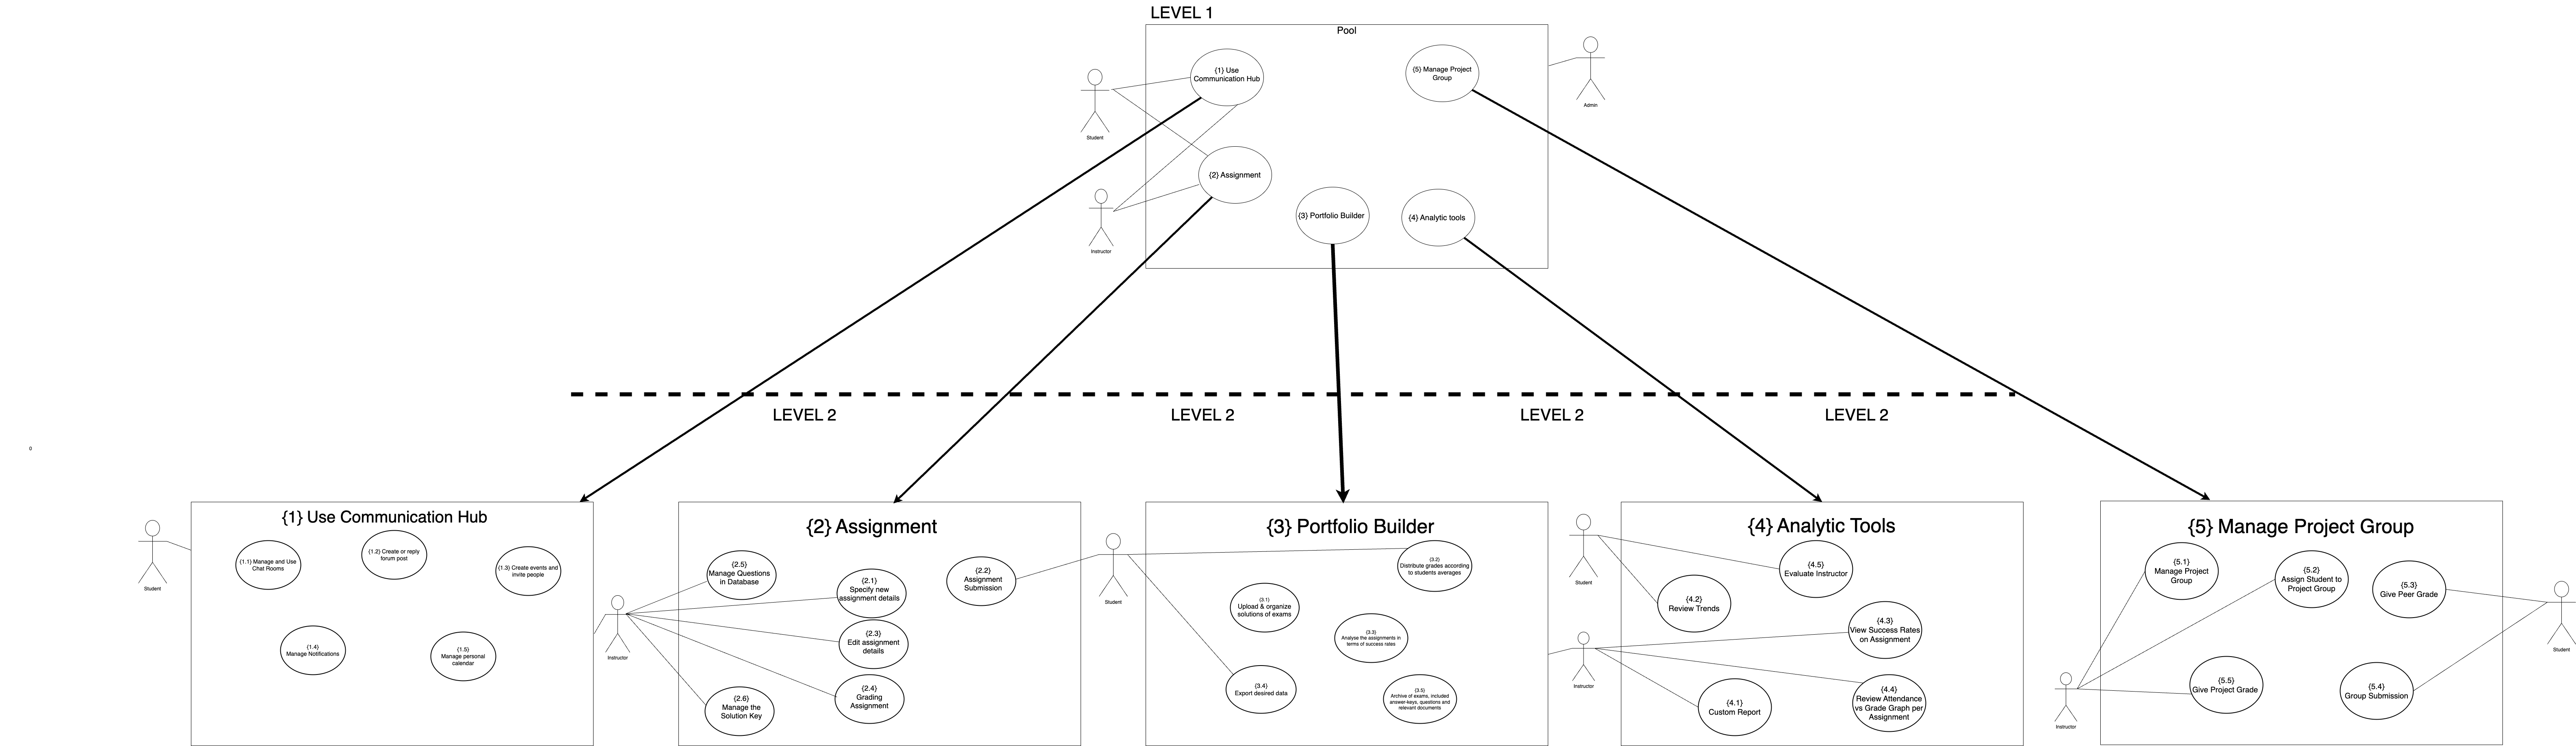 LEVEL 1
Pool
{1} Use
Communication Hub
{5} Manage Project
Group
Admin
Student
{2} Assignment
{3} Portfolio Builder
{4} Analytic tools
Instructor
LEVEL 2
LEVEL 2
LEVEL 2
LEVEL 2
0
{1} Use Communication Hub
{1.1} Manage and Use
Chat Rooms
{1.2} Create or reply
forum post
{1.3} Create events and
invite people
{1.4}
Manage Notifications
{1.5}
Manage personal
calendar
Student
Instructor
{2} Assignment
{2.5}
Manage Questions
in Database
{2.1}
Specify new
assignment details
{2.2}
Assignment
Submission
{2.3}
Edit assignment
details
{2.4}
Grading
Assignment
{2.6}
Manage the
Solution Key
Student
{3} Portfolio Builder
{3.2}
Distribute grades according
to students averages
{3.1}
Upload & organize
solutions of exams
{3.3}
Analyse the assignments in
terms of success rates
{3.4}
Export desired data
{3.5}
Archive of exams, included
answer-keys, questions and
relevant documents
Student
Instructor
{4} Analytic Tools
{4.5}
Evaluate Instructor
{4.2}
Review Trends
{4.3}
View Success Rates
on Assignment
{4.1}
Custom Report
{4.4}
Review Attendance
vs Grade Graph per
Assignment
{5} Manage Project Group
{5.1}
Manage Project
Group
{5.2}
Assign Student to
Project Group
{5.3}
Give Peer Grade
{5.5}
Give Project Grade
{5.4}
Group Submission
Student
Instructor